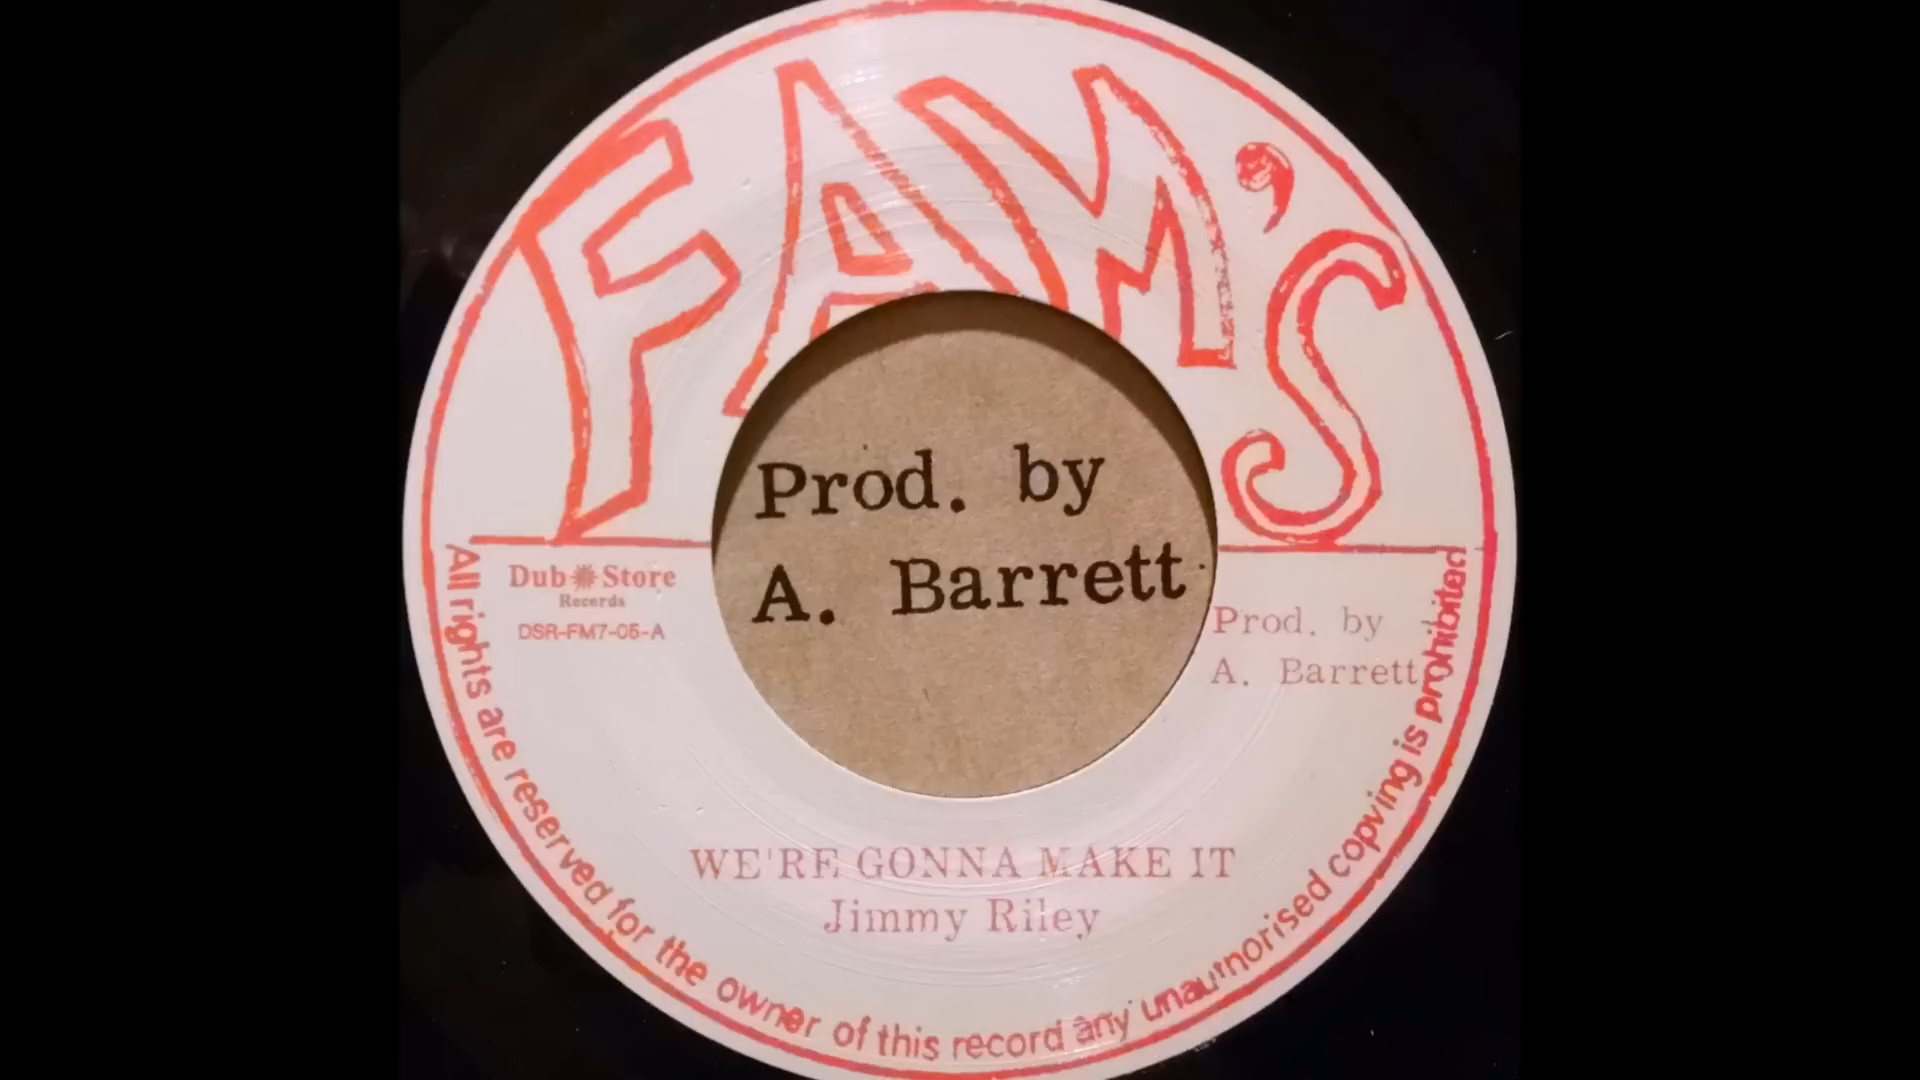 FAM'S
Prod. by
A. Barrett
Dub Store
Records
DSR-FM7-05-A
Prod. by
A. Barrett
WE'RE GONNA MAKE IT
Jimmy Riley
All rights are reserved for the owner of this record any unauthorised copying is prohibited